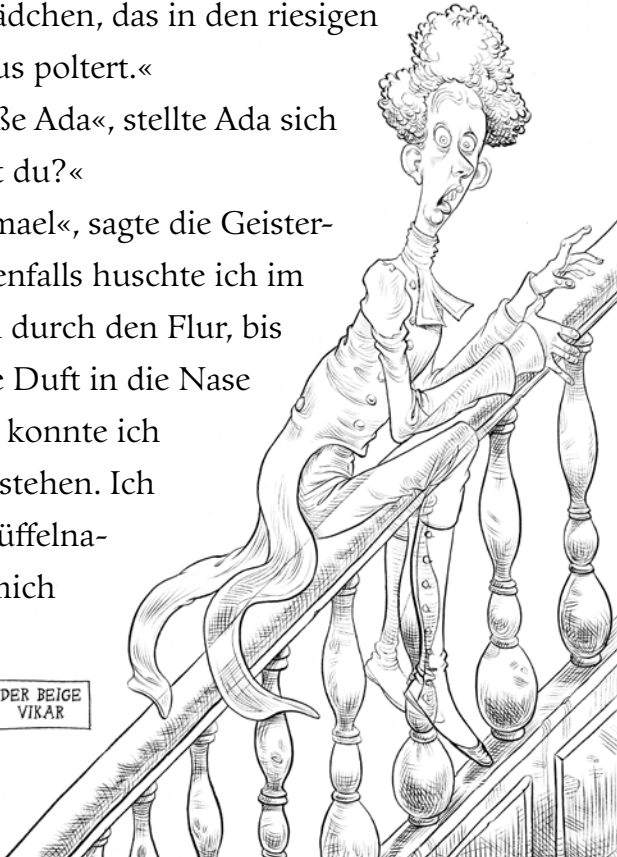 ädchen, das in den riesigen
us poltert.«
ße Ada«, stellte Ada sich
t du?«
mael«, sagte die Geister-
enfalls huschte ich im
durch den Flur, bis
e Duft in die Nase
konnte ich
stehen. Ich
üffelna-
nich
DER BEIGE
VIKAR